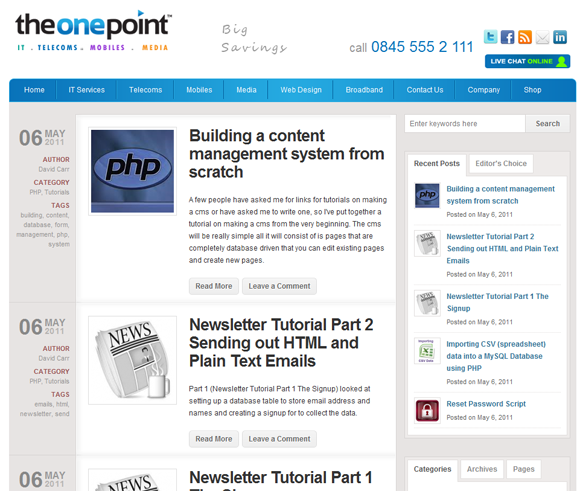 theonepoint™
IT . TELECOMS . MOBILES . MEDIA
Big
Savings
call 0845 555 2 111
LIVE CHAT ONLINE
Home IT Services Telecoms Mobiles Media Web Design Broadband Contact Us Company Shop
06 MAY 2011
AUTHOR
David Carr
CATEGORY
PHP, Tutorials
TAGS
building, content,
database, form,
management, php,
system
php
Building a content
management system from
scratch
A few people have asked me for links for tutorials on making
a cms or have asked me to write one, so I've put together a
tutorial on making a cms from the very beginning. The cms
will be really simple all it will consist of is pages that are
completely database driven that you can edit existing pages
and create new pages.
Read More Leave a Comment
06 MAY 2011
AUTHOR
David Carr
CATEGORY
PHP, Tutorials
TAGS
emails, html,
newsletter, send
NEWS
Newsletter Tutorial Part 2
Sending out HTML and
Plain Text Emails
Part 1 (Newsletter Tutorial Part 1 The Signup) looked at
setting up a database table to store email address and
names and creating a signup for to collect the data.
Read More Leave a Comment
06 MAY 2011
NEWS
Newsletter Tutorial Part 1
The Signup
Enter keywords here Search
Recent Posts Editor's Choice
Building a content management
system from scratch
Posted on May 6, 2011
Newsletter Tutorial Part 2
Sending out HTML and Plain Text
Emails
Posted on May 6, 2011
Newsletter Tutorial Part 1 The
Signup
Posted on May 6, 2011
Importing CSV (spreadsheet)
data into a MySQL Database
using PHP
Posted on May 6, 2011
Reset Password Script
Posted on May 6, 2011
Categories Archives Pages